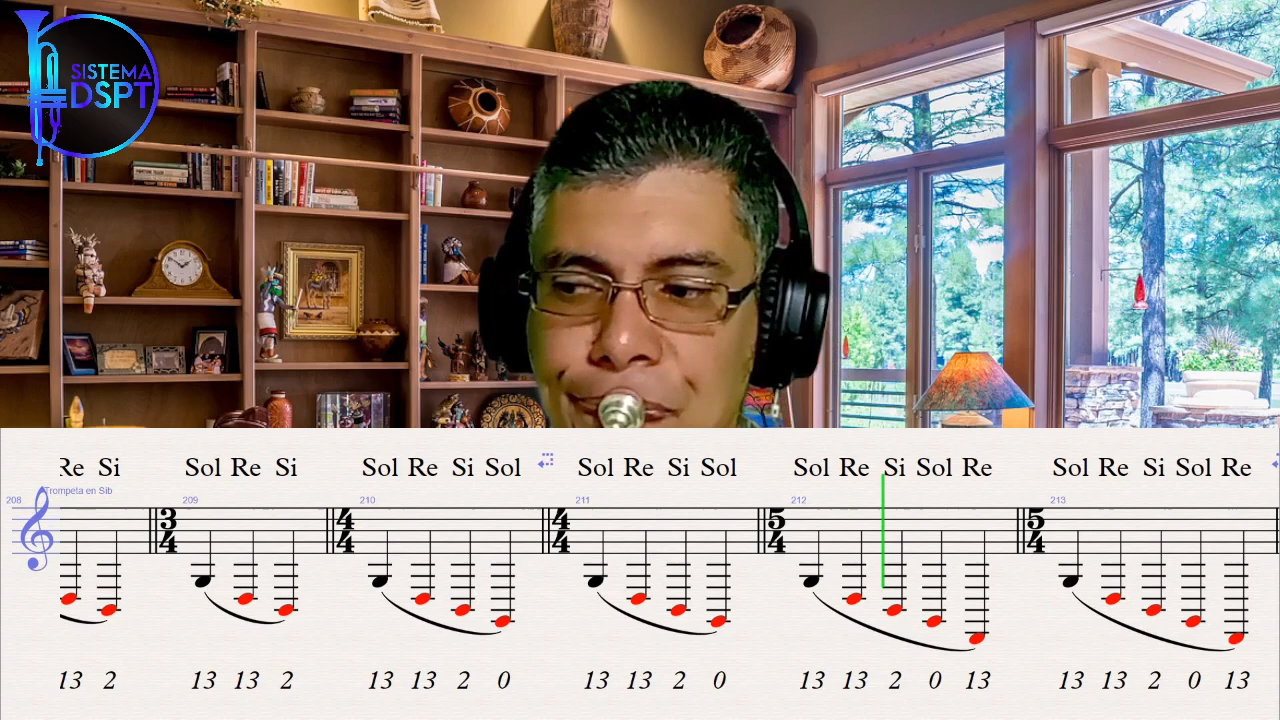 SISTEMA
DSPT
Re Si Sol Re Si Sol Re Si Sol Sol Re Si Sol Sol Re Si Sol Re Sol Re Si Sol Re
208 Trompeta en Sib 209 210 211 212 213
3 4 4 5 5
4 4 4 4 4
13 2 13 13 2 13 13 2 0 13 13 2 0 13 13 2 0 13 13 13 2 0 13